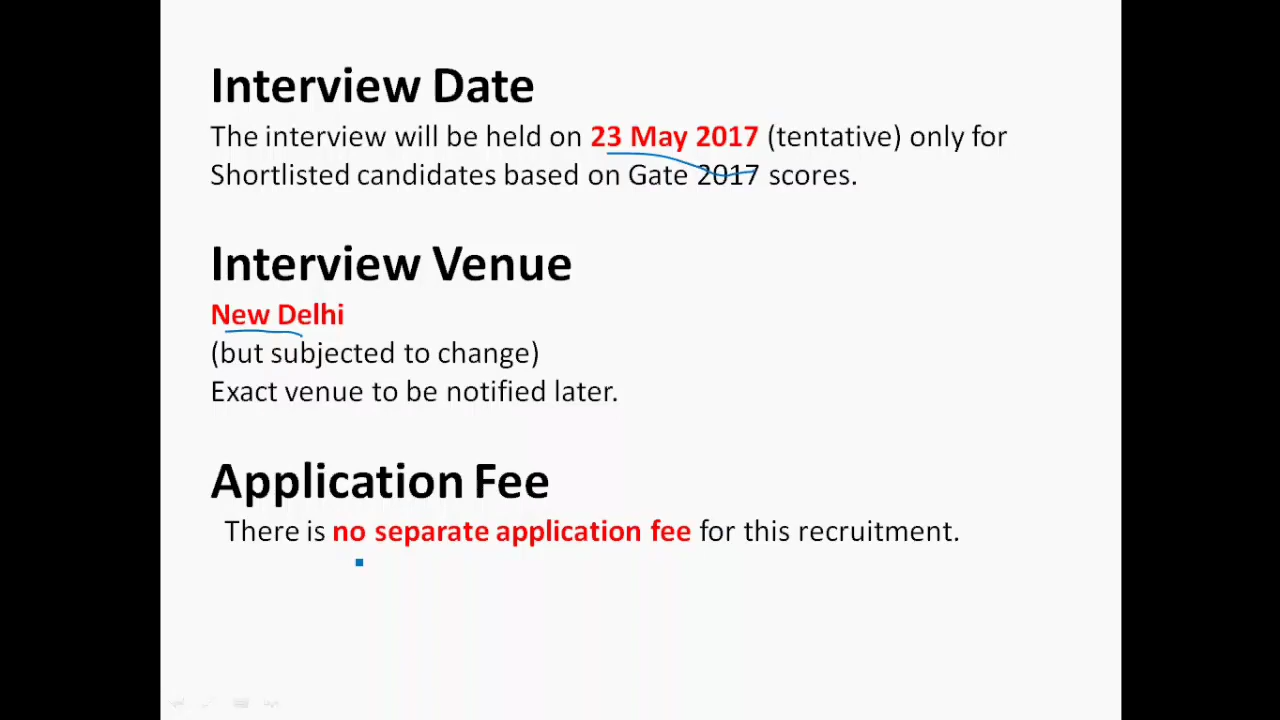 Interview Date
The interview will be held on 23 May 2017 (tentative) only for
Shortlisted candidates based on Gate 2017 scores.
Interview Venue
New Delhi
(but subjected to change)
Exact venue to be notified later.
Application Fee
There is no separate application fee for this recruitment.